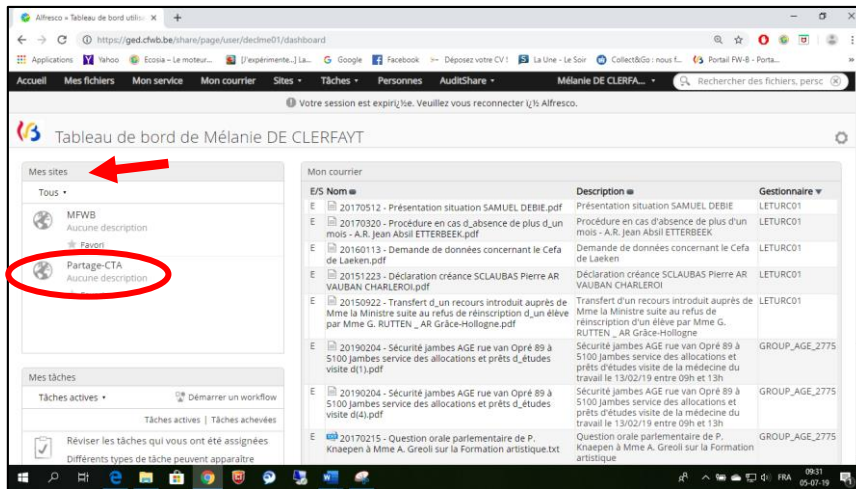 Alfresco » Tableau de bord utilis
https://ged.cfwb.be/share/page/user/declme01/dashboard
Applications Yahoo Ecosia - Le moteur... [J'expérimente...] La... Google Facebook Déposez votre CV ! La Une - Le Soir Collect&Go : nous f... Portail FW-B - Porta...
Accueil Mes fichiers Mon service Mon courrier Sites Tâches Personnes AuditShare Mélanie DE CLERFA... Rechercher des fichiers, persc
Votre session est expirï¿½e. Veuillez vous reconnecter ï¿½ Alfresco.
Tableau de bord de Mélanie DE CLERFAYT
Mes sites
Tous
MFWB
Aucune description
Favori
Partage-CTA
Aucune description
Mes tâches
Tâches actives Démarrer un workflow
Tâches actives | Tâches achevées
Réviser les tâches qui vous ont été assignées
Différents types de tâche peuvent apparaître
Mon courrier
E/S Nom Description Gestionnaire
E 20170512 - Présentation situation SAMUEL DEBIE.pdf Présentation situation SAMUEL DEBIE LETURC01
E 20170320 - Procédure en cas d_absence de plus d_un Procédure en cas d'absence de plus d'un LETURC01
mois - A.R. Jean Absil ETTERBEEK.pdf mois - A.R. Jean Absil ETTERBEEK
E 20160113 - Demande de données concernant le Cefa Demande de données concernant le Cefa LETURC01
de Laeken.pdf de Laeken
E 20151223 - Déclaration créance SCLAUBAS Pierre AR Déclaration créance SCLAUBAS Pierre AR LETURC01
VAUBAN CHARLEROI.pdf VAUBAN CHARLEROI
E 20150922 - Transfert d_un recours introduit auprès de Transfert d'un recours introduit auprès de LETURC01
Mme la Ministre suite au refus de réinscription d_un élève Mme la Ministre suite au refus de
par Mme G. RUTTEN _ AR Grâce-Hollogne.pdf réinscription d'un élève par Mme G.
RUTTEN _ AR Grâce-Hollogne
E 20190204 - Sécurité jambes AGE rue van Opré 89 à Sécurité jambes AGE rue van Opré 89 à GROUP_AGE_2775
5100 Jambes service des allocations et prêts d_études 5100 Jambes service des allocations et
visite d(1).pdf prêts d'études visite de la médecine du
travail le 13/02/19 entre 09h et 13h
E 20190204 - Sécurité jambes AGE rue van Opré 89 à Sécurité jambes AGE rue van Opré 89 à GROUP_AGE_2775
5100 Jambes service des allocations et prêts d_études 5100 Jambes service des allocations et
visite d(4).pdf prêts d'études visite de la médecine du
travail le 13/02/19 entre 09h et 13h
E 20170215 - Question orale parlementaire de P. Question orale parlementaire de P. GROUP_AGE_2775
Knaepen à Mme A. Greoli sur la Formation artistique.txt Knaepen à Mme A. Greoli sur la Formation
artistique
FRA 09:31
05-07-19